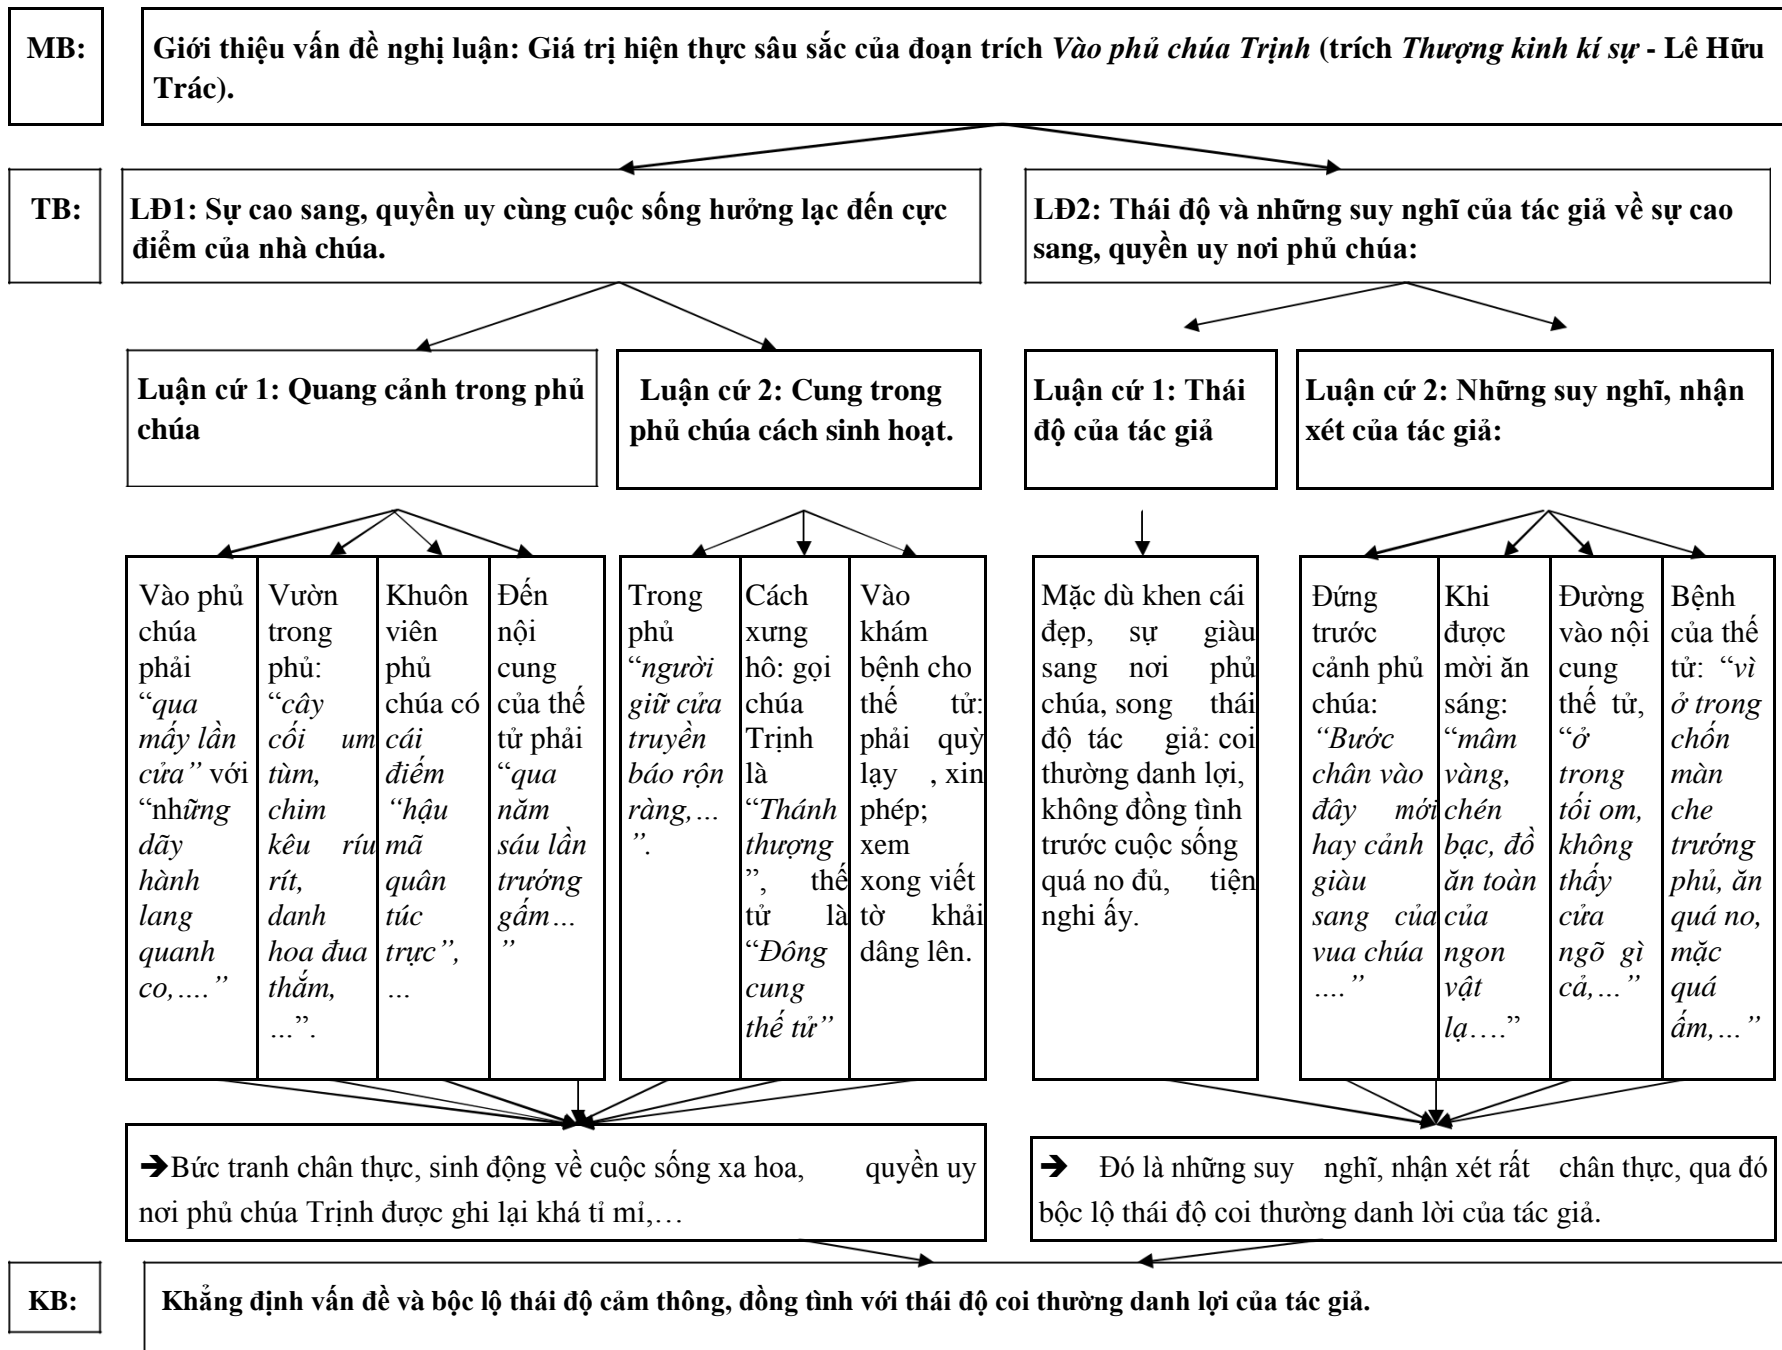 MB:
Giới thiệu vấn đề nghị luận: Giá trị hiện thực sâu sắc của đoạn trích Vào phủ chúa Trịnh (trích Thượng kinh kí sự - Lê Hữu
Trác).
TB:
LĐ1: Sự cao sang, quyền uy cùng cuộc sống hưởng lạc đến cực
điểm của nhà chúa.
LĐ2: Thái độ và những suy nghĩ của tác giả về sự cao
sang, quyền uy nơi phủ chúa:
Luận cứ 1: Quang cảnh trong phủ
chúa
Luận cứ 2: Cung trong
phủ chúa cách sinh hoạt.
Luận cứ 1: Thái
độ của tác giả
Luận cứ 2: Những suy nghĩ, nhận
xét của tác giả:
Vào phủ
chúa
phải
“qua
mấy lần
cửa” với
“những
dãy
hành
lang
quanh
co,….”
Vườn
trong
phủ:
“cây
cối um
tùm,
chim
kêu ríu
rít,
danh
hoa đua
thắm,
…”.
Khuôn
viên
phủ
chúa có
cái
điếm
“hậu
mã
quân
túc
trực”,
…
Đến
nội
cung
của thế
tử phải
“qua
năm
sáu lần
trướng
gấm…
”
Trong
phủ
“người
giữ cửa
truyền
báo rộn
ràng,…
”.
Cách
xưng
hô: gọi
chúa
Trịnh
là
“Thánh
thượng
”, thế
tử là
“Đông
cung
thế tử”
Vào
khám
bệnh cho
thế tử:
phải quỳ
lạy , xin
phép;
xem
xong viết
tờ khải
dâng lên.
Mặc dù khen cái
đẹp, sự giàu
sang nơi phủ
chúa, song thái
độ tác giả: coi
thường danh lợi,
không đồng tình
trước cuộc sống
quá no đủ, tiện
nghi ấy.
Đứng
trước
cảnh phủ
chúa:
“Bước
chân vào
đây mới
hay cảnh
giàu
sang của
vua chúa
….”
Khi
được
mời ăn
sáng:
“mâm
vàng,
chén
bạc, đồ
ăn toàn
của
ngon
vật
lạ….”
Đường
vào nội
cung
thế tử,
“ở
trong
tối om,
không
thấy
cửa
ngõ gì
cả,…”
Bệnh
của thế
tử: “vì
ở trong
chốn
màn
che
trướng
phủ, ăn
quá no,
mặc
quá
ấm,…”
➔Bức tranh chân thực, sinh động về cuộc sống xa hoa, quyền uy
nơi phủ chúa Trịnh được ghi lại khá tỉ mỉ,…
➔ Đó là những suy nghĩ, nhận xét rất chân thực, qua đó
bộc lộ thái độ coi thường danh lời của tác giả.
KB:
Khẳng định vấn đề và bộc lộ thái độ cảm thông, đồng tình với thái độ coi thường danh lợi của tác giả.